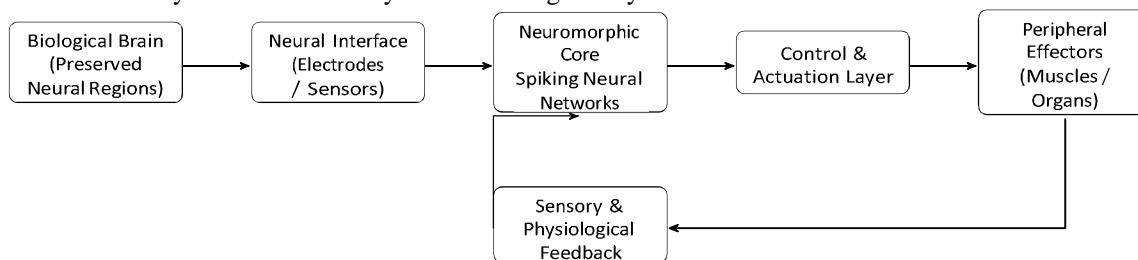 Biological Brain
(Preserved
Neural Regions)
Neural Interface
(Electrodes
/ Sensors)
Neuromorphic
Core
Spiking Neural
Networks
Control &
Actuation Layer
Peripheral
Effectors
(Muscles /
Organs)
Sensory &
Physiological
Feedback